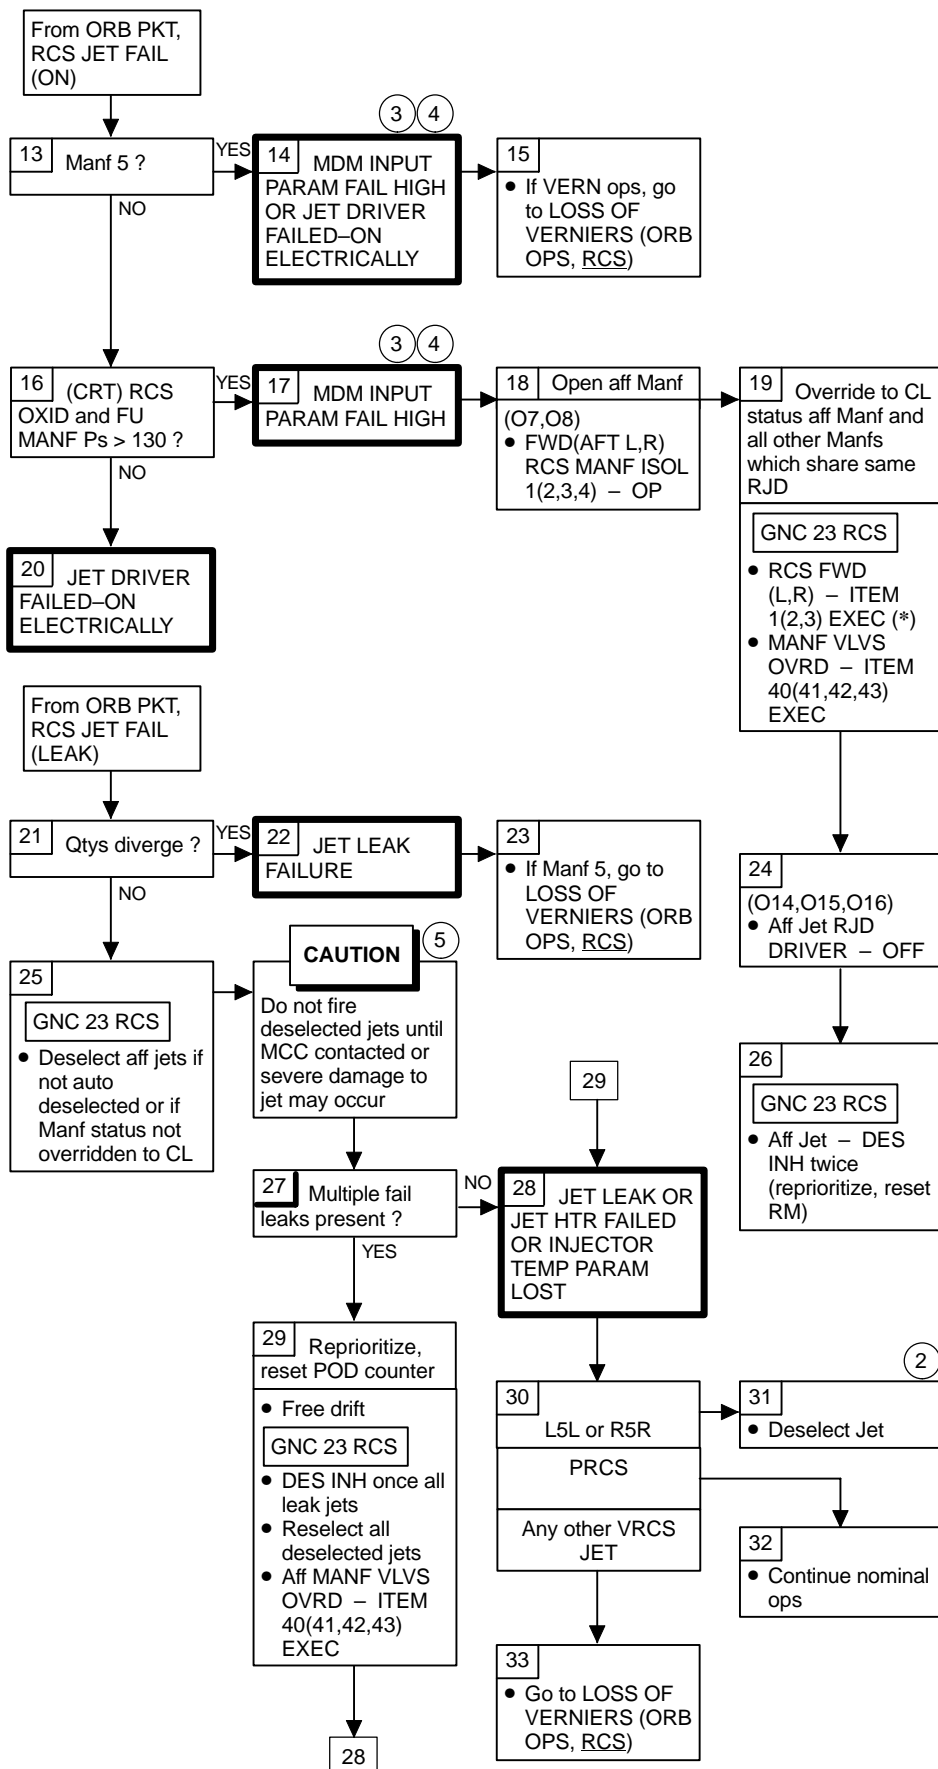 From ORB PKT,
RCS JET FAIL
(ON)
3 4
13 Manf 5 ?
YES
NO
14 MDM INPUT
PARAM FAIL HIGH
OR JET DRIVER
FAILED–ON
ELECTRICALLY
15
• If VERN ops, go
to LOSS OF
VERNIERS (ORB
OPS, RCS)
3 4
16 (CRT) RCS
OXID and FU
MANF Ps > 130 ?
YES
NO
17 MDM INPUT
PARAM FAIL HIGH
18 Open aff Manf
(O7,O8)
• FWD(AFT L,R)
RCS MANF ISOL
1(2,3,4) – OP
19 Override to CL
status aff Manf and
all other Manfs
which share same
RJD
GNC 23 RCS
• RCS FWD
(L,R) – ITEM
1(2,3) EXEC (*)
• MANF VLVS
OVRD – ITEM
40(41,42,43)
EXEC
20 JET DRIVER
FAILED–ON
ELECTRICALLY
From ORB PKT,
RCS JET FAIL
(LEAK)
21 Qtys diverge ?
YES
NO
22 JET LEAK
FAILURE
23
• If Manf 5, go to
LOSS OF
VERNIERS (ORB
OPS, RCS)
24
(O14,O15,O16)
• Aff Jet RJD
DRIVER – OFF
25
GNC 23 RCS
• Deselect aff jets if
not auto
deselected or if
Manf status not
overridden to CL
CAUTION
5
Do not fire
deselected jets until
MCC contacted or
severe damage to
jet may occur
29
26
GNC 23 RCS
• Aff Jet – DES
INH twice
(reprioritize, reset
RM)
27 Multiple fail
leaks present ?
NO
YES
28 JET LEAK OR
JET HTR FAILED
OR INJECTOR
TEMP PARAM
LOST
29 Reprioritize,
reset POD counter
• Free drift
GNC 23 RCS
• DES INH once all
leak jets
• Reselect all
deselected jets
• Aff MANF VLVS
OVRD – ITEM
40(41,42,43)
EXEC
28
30
L5L or R5R
PRCS
Any other VRCS
JET
2
31
• Deselect Jet
32
• Continue nominal
ops
33
• Go to LOSS OF
VERNIERS (ORB
OPS, RCS)